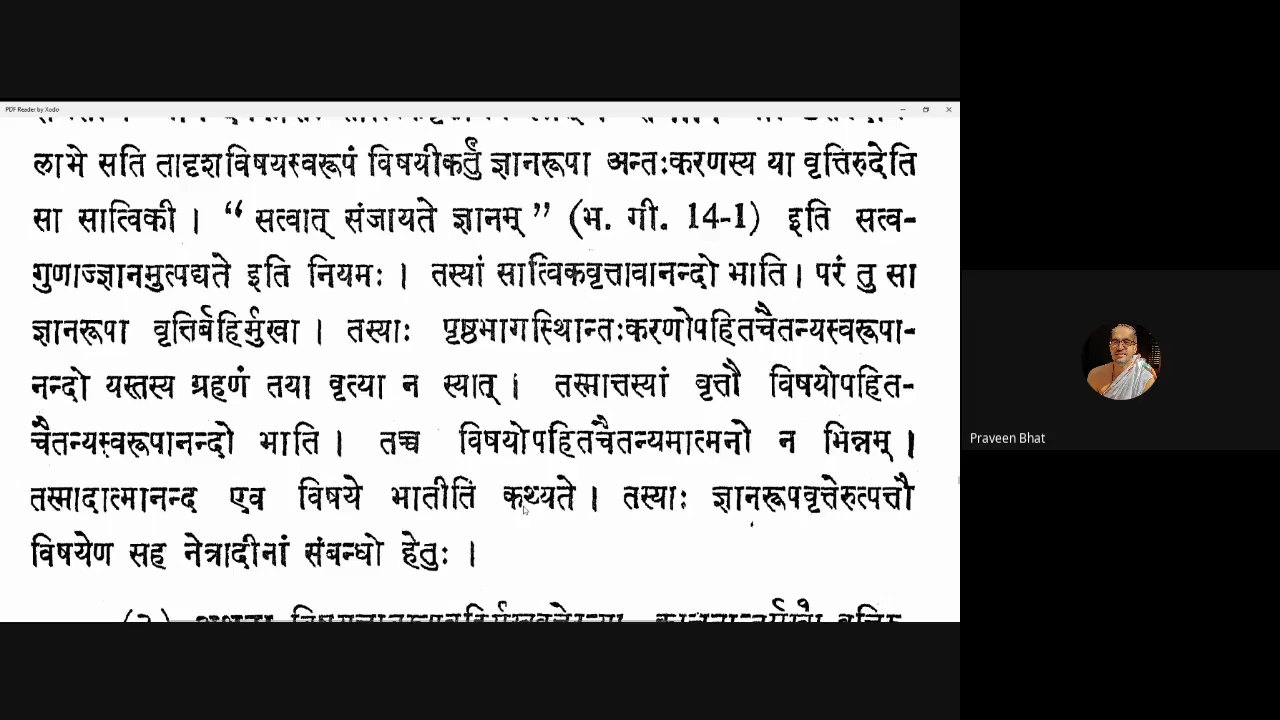 PDF Reader by Xodo
लाभे सति तादृशविषयस्वरूपं विषयीकर्तुं ज्ञानरूपा अन्तःकरणस्य या वृत्तिरुदेति
सा सात्विकी । “ सत्वात् संजायते ज्ञानम् ” (भ. गी. 14-1) इति सत्व-
गुणाज्ज्ञानमुत्पद्यते इति नियमः । तस्यां सात्विकवृत्तावानन्दो भाति । परं तु सा
ज्ञानरूपा वृत्तिर्बहिर्मुखा । तस्याः पृष्ठभागस्थिान्तःकरणोपहितचैतन्यस्वरूपा-
नन्दो यस्तस्य ग्रहणं तया वृत्या न स्यात् । तस्मात्तस्यां वृत्तौ विषयोपहित-
चैतन्यस्वरूपानन्दो भाति । तच्च विषयोपहितचैतन्यमात्मनो न भिन्नम् ।
तस्मादात्मानन्द एव विषये भातीति कथ्यते । तस्याः ज्ञानरूपवृत्तेरुत्पत्तौ
विषयेण सह नेत्रादीनां संबन्धो हेतुः ।
Praveen Bhat